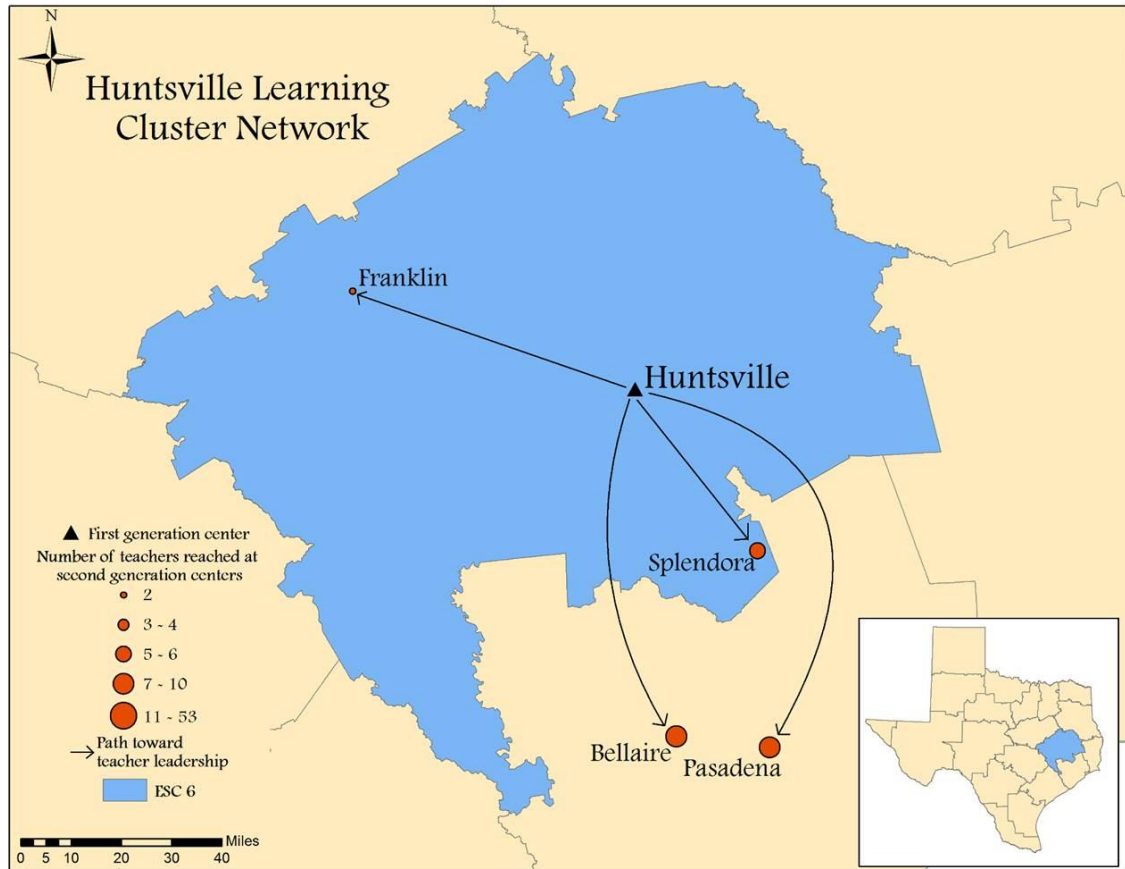 N
Huntsville Learning
Cluster Network
Franklin
Huntsville
Splendora
Bellaire
Pasadena
First generation center
Number of teachers reached at
second generation centers
2
3 - 4
5 - 6
7 - 10
11 - 53
Path toward
teacher leadership
ESC 6
Miles
0 5 10 20 30 40